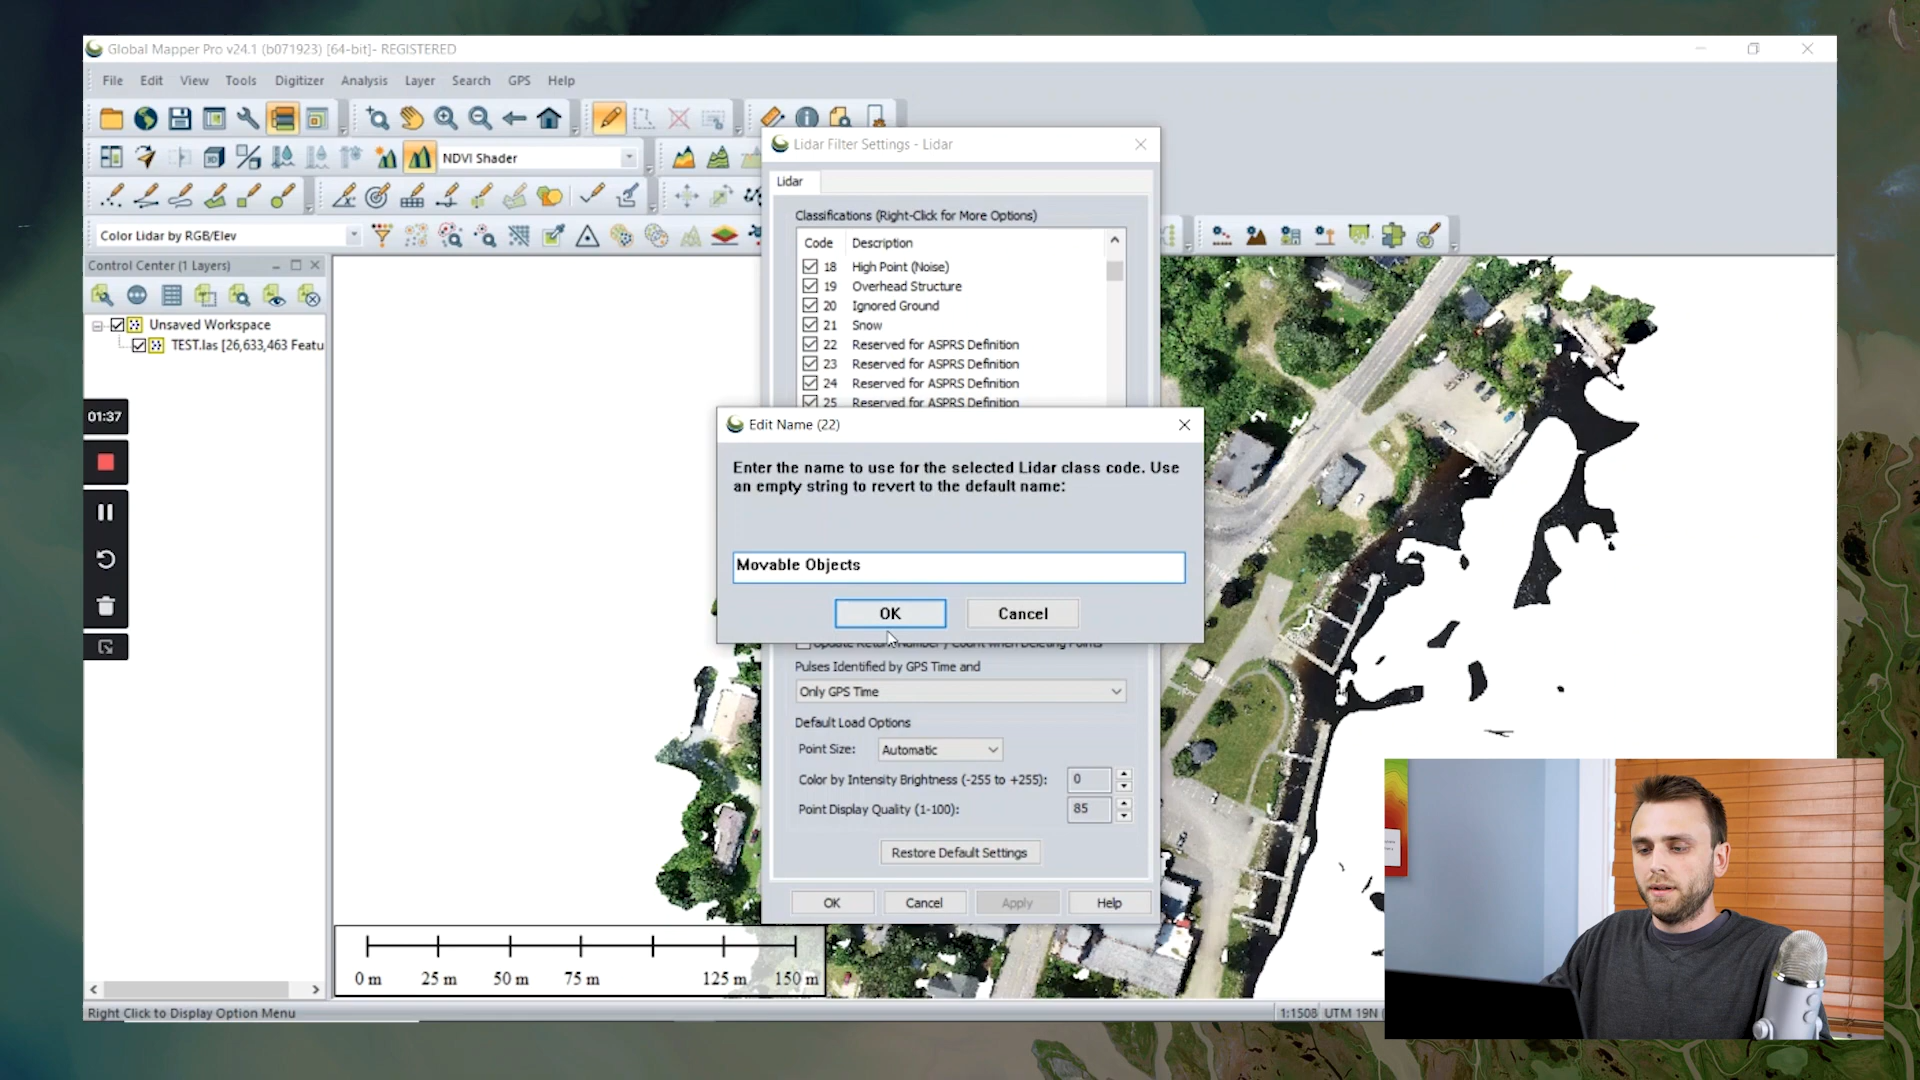 Global Mapper Pro v24.1 (b071923) [64-bit]- REGISTERED
File Edit View Tools Digitizer Analysis Layer Search GPS Help
NDVI Shader
Color Lidar by RGB/Elev
Control Center (1 Layers)
Unsaved Workspace
TEST.las [26,633,463 Featu
01:37
Lidar Filter Settings - Lidar
Lidar
Classifications (Right-Click for More Options)
Code Description
18 High Point (Noise)
19 Overhead Structure
20 Ignored Ground
21 Snow
22 Reserved for ASPRS Definition
23 Reserved for ASPRS Definition
24 Reserved for ASPRS Definition
25 Reserved for ASPRS Definition
Edit Name (22)
Enter the name to use for the selected Lidar class code. Use
an empty string to revert to the default name:
Movable Objects
OK Cancel
Update Return Number / Count when Deleting Points
Pulses Identified by GPS Time and
Only GPS Time
Default Load Options
Point Size: Automatic
Color by Intensity Brightness (-255 to +255): 0
Point Display Quality (1-100): 85
Restore Default Settings
OK Cancel Apply Help
0 m 25 m 50 m 75 m 125 m 150 m
Right Click to Display Option Menu
1:1508 UTM 19N (